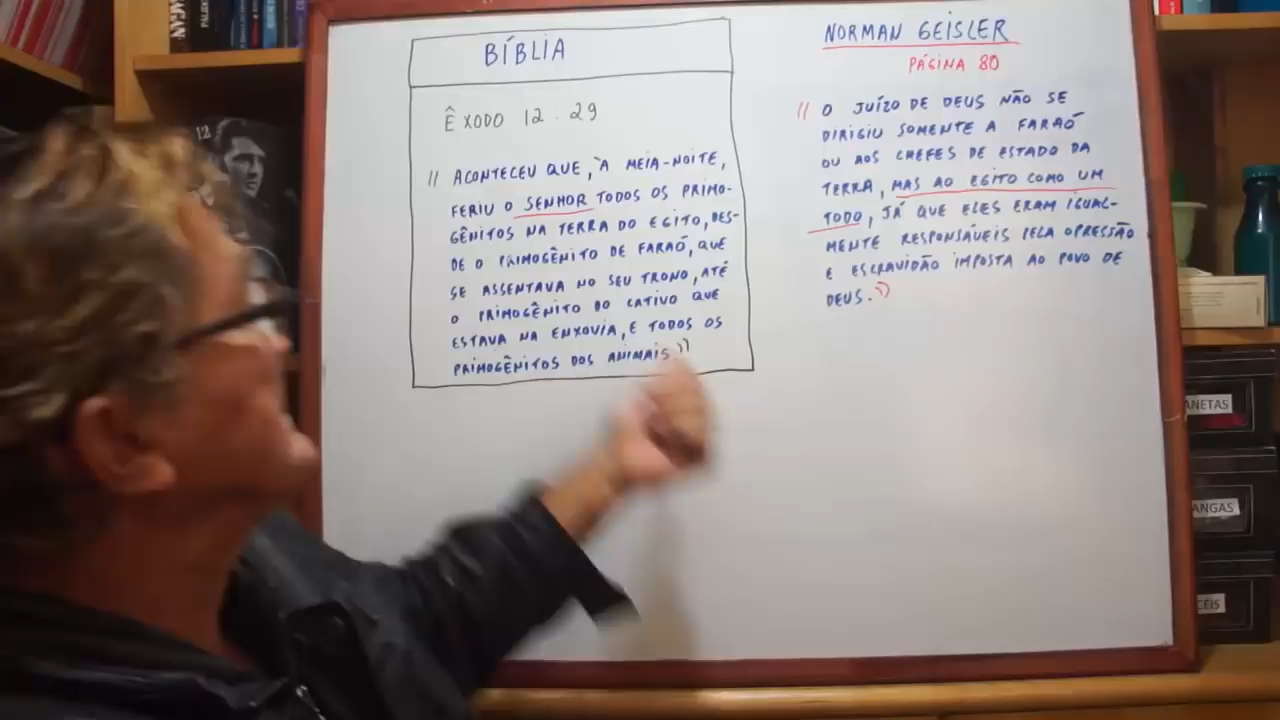 BÍBLIA
ÊXODO 12:29
" ACONTECEU QUE, À MEIA-NOITE,
FERIU O SENHOR TODOS OS PRIMO-
GÊNITOS NA TERRA DO EGITO, DES-
DE O PRIMOGÊNITO DE FARAÓ, QUE
SE ASSENTAVA NO SEU TRONO, ATÉ
O PRIMOGÊNITO DO CATIVO QUE
ESTAVA NA ENXOVIA, E TODOS OS
PRIMOGÊNITOS DOS ANIMAIS"
NORMAN GEISLER
PÁGINA 80
" O JUÍZO DE DEUS NÃO SE
DIRIGIU SOMENTE A FARAÓ
OU AOS CHEFES DE ESTADO DA
TERRA, MAS AO EGITO COMO UM
TODO, JÁ QUE ELES ERAM IGUAL-
MENTE RESPONSÁVEIS PELA OPRESSÃO
E ESCRAVIDÃO IMPOSTA AO POVO DE
DEUS."
12
ANETAS
ANGAS
CÉIS